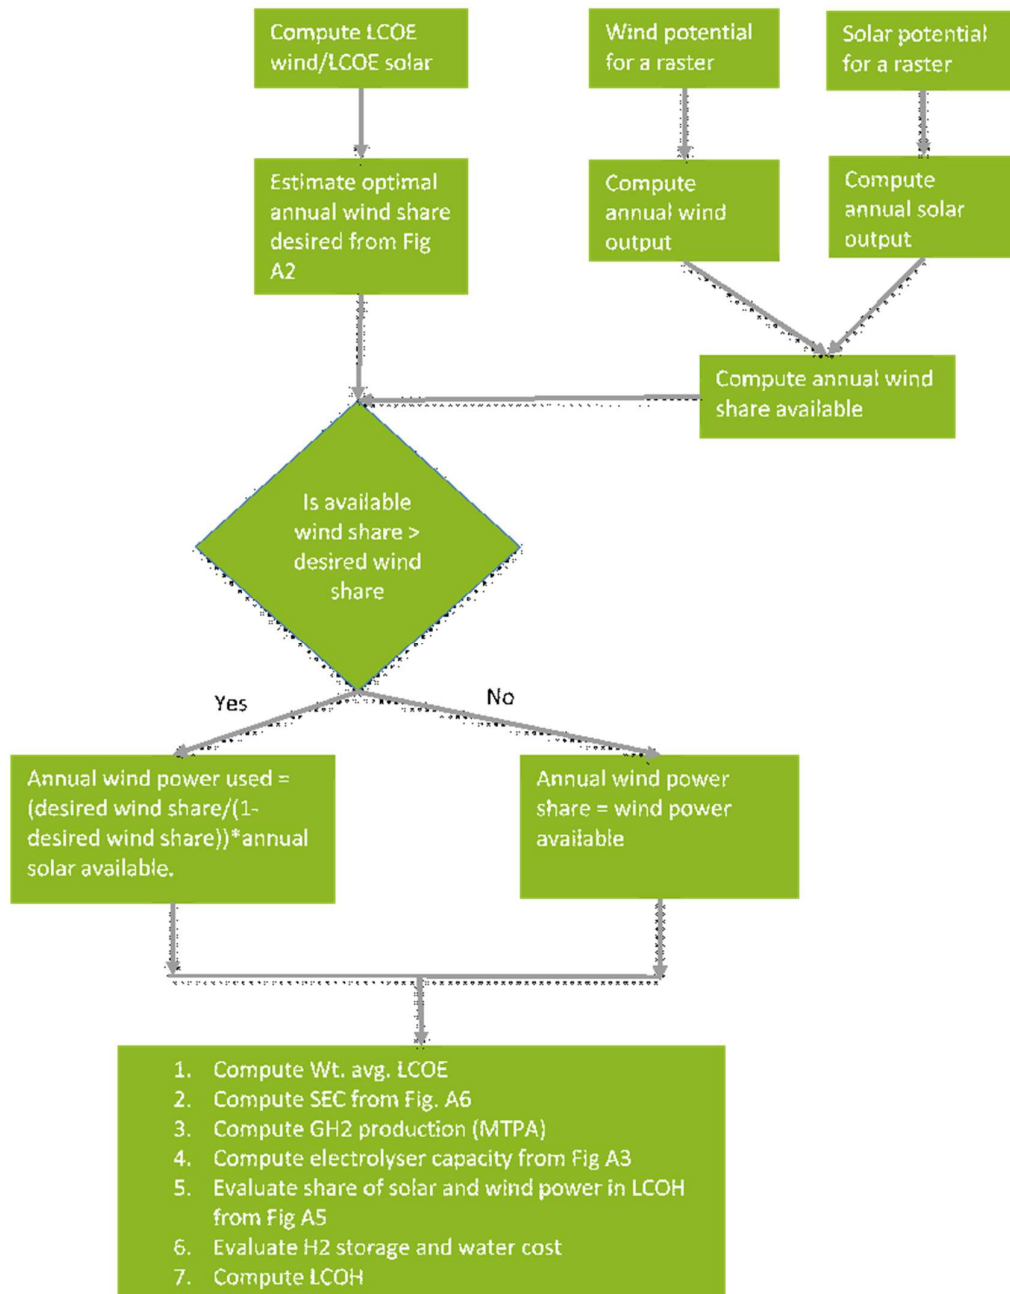 Compute LCOE
wind/LCOE solar
Wind potential
for a raster
Solar potential
for a raster
Estimate optimal
annual wind share
desired from Fig
A2
Compute
annual wind
output
Compute
annual solar
output
Compute annual wind
share available
Is available
wind share >
desired wind
share
Yes
No
Annual wind power used =
(desired wind share/(1-
desired wind share))*annual
solar available.
Annual wind power
share = wind power
available
1. Compute Wt. avg. LCOE
2. Compute SEC from Fig. A6
3. Compute GH2 production (MTPA)
4. Compute electrolyser capacity from Fig A3
5. Evaluate share of solar and wind power in LCOH
from Fig A5
6. Evaluate H2 storage and water cost
7. Compute LCOH